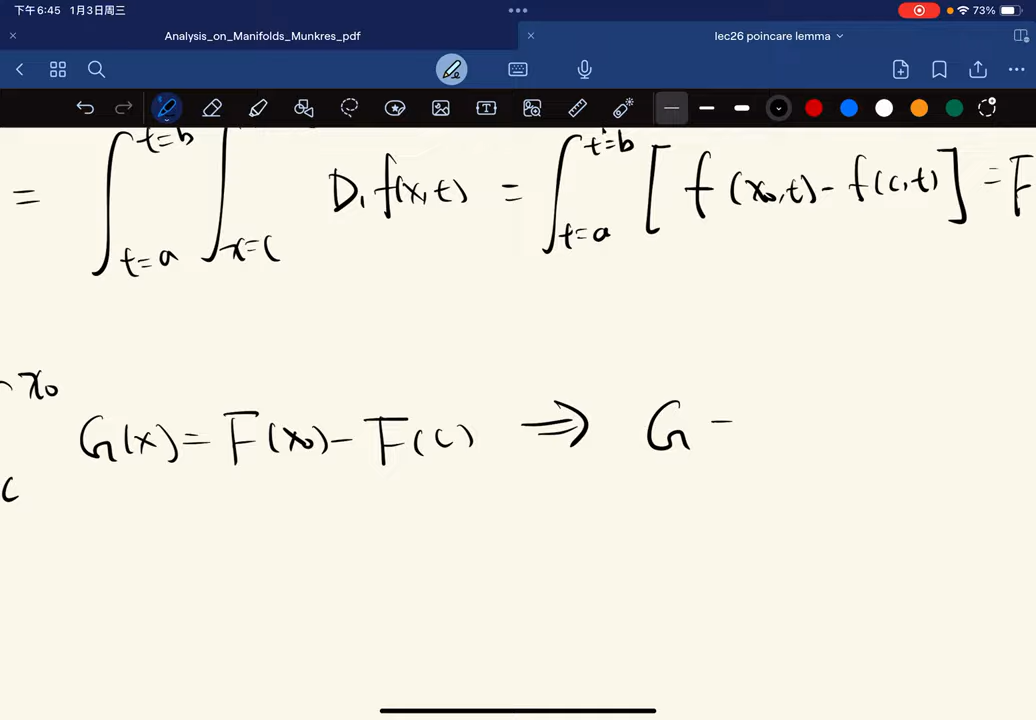 下午6:45 1月3日周三 73%
Analysis_on_Manifolds_Munkres_pdf lec26 poincare lemma
= ∫_{t=a}^{t=b} ∫_{x=c} D₁f(x,t) = ∫_{t=a}^{t=b} [f(x₀,t)-f(c,t)] = F
x₀
G(x) = F(x₀) - F(c) ⇒ G -
c